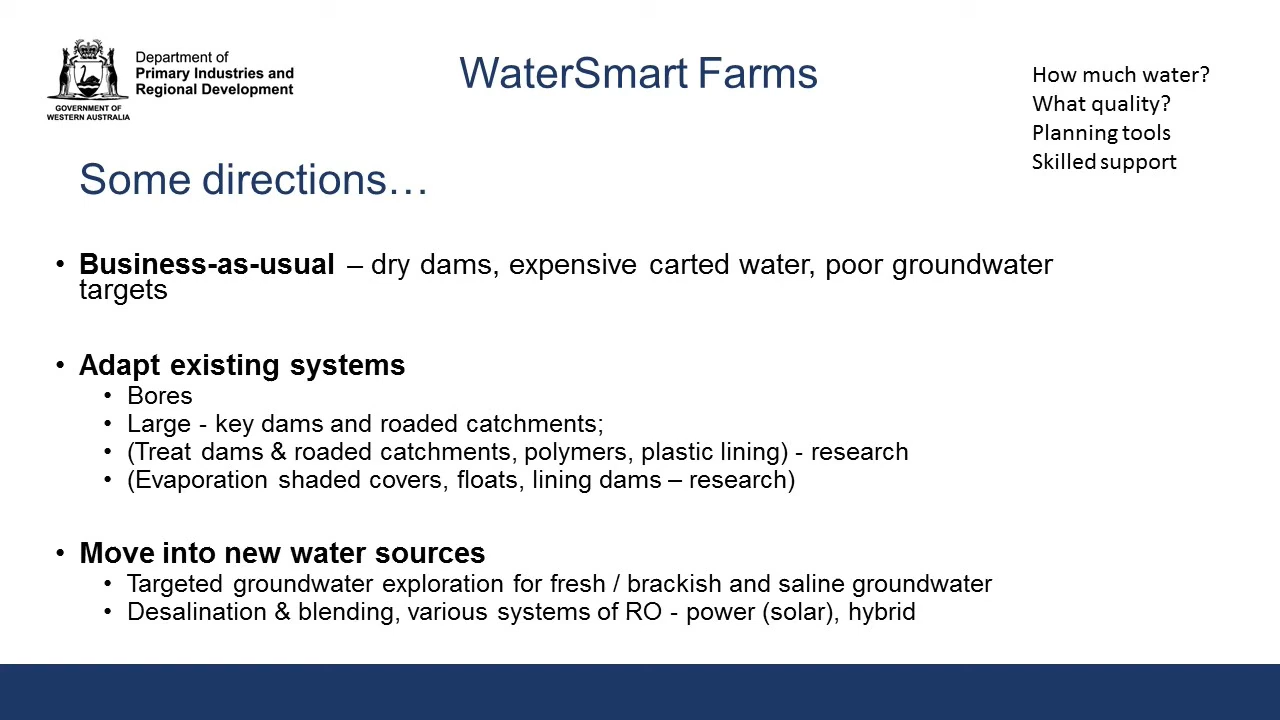 Department of
Primary Industries and
Regional Development
GOVERNMENT OF
WESTERN AUSTRALIA
WaterSmart Farms
How much water?
What quality?
Planning tools
Skilled support
Some directions…
• Business-as-usual – dry dams, expensive carted water, poor groundwater
targets
• Adapt existing systems
• Bores
• Large - key dams and roaded catchments;
• (Treat dams & roaded catchments, polymers, plastic lining) - research
• (Evaporation shaded covers, floats, lining dams – research)
• Move into new water sources
• Targeted groundwater exploration for fresh / brackish and saline groundwater
• Desalination & blending, various systems of RO - power (solar), hybrid